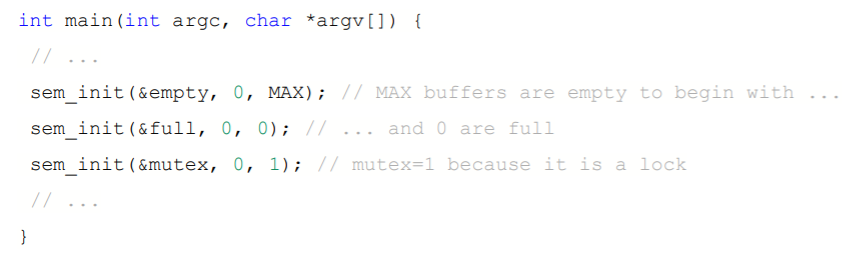 int main(int argc, char *argv[]) {
// ...
sem_init(&empty, 0, MAX); // MAX buffers are empty to begin with ...
sem_init(&full, 0, 0); // ... and 0 are full
sem_init(&mutex, 0, 1); // mutex=1 because it is a lock
// ...
}